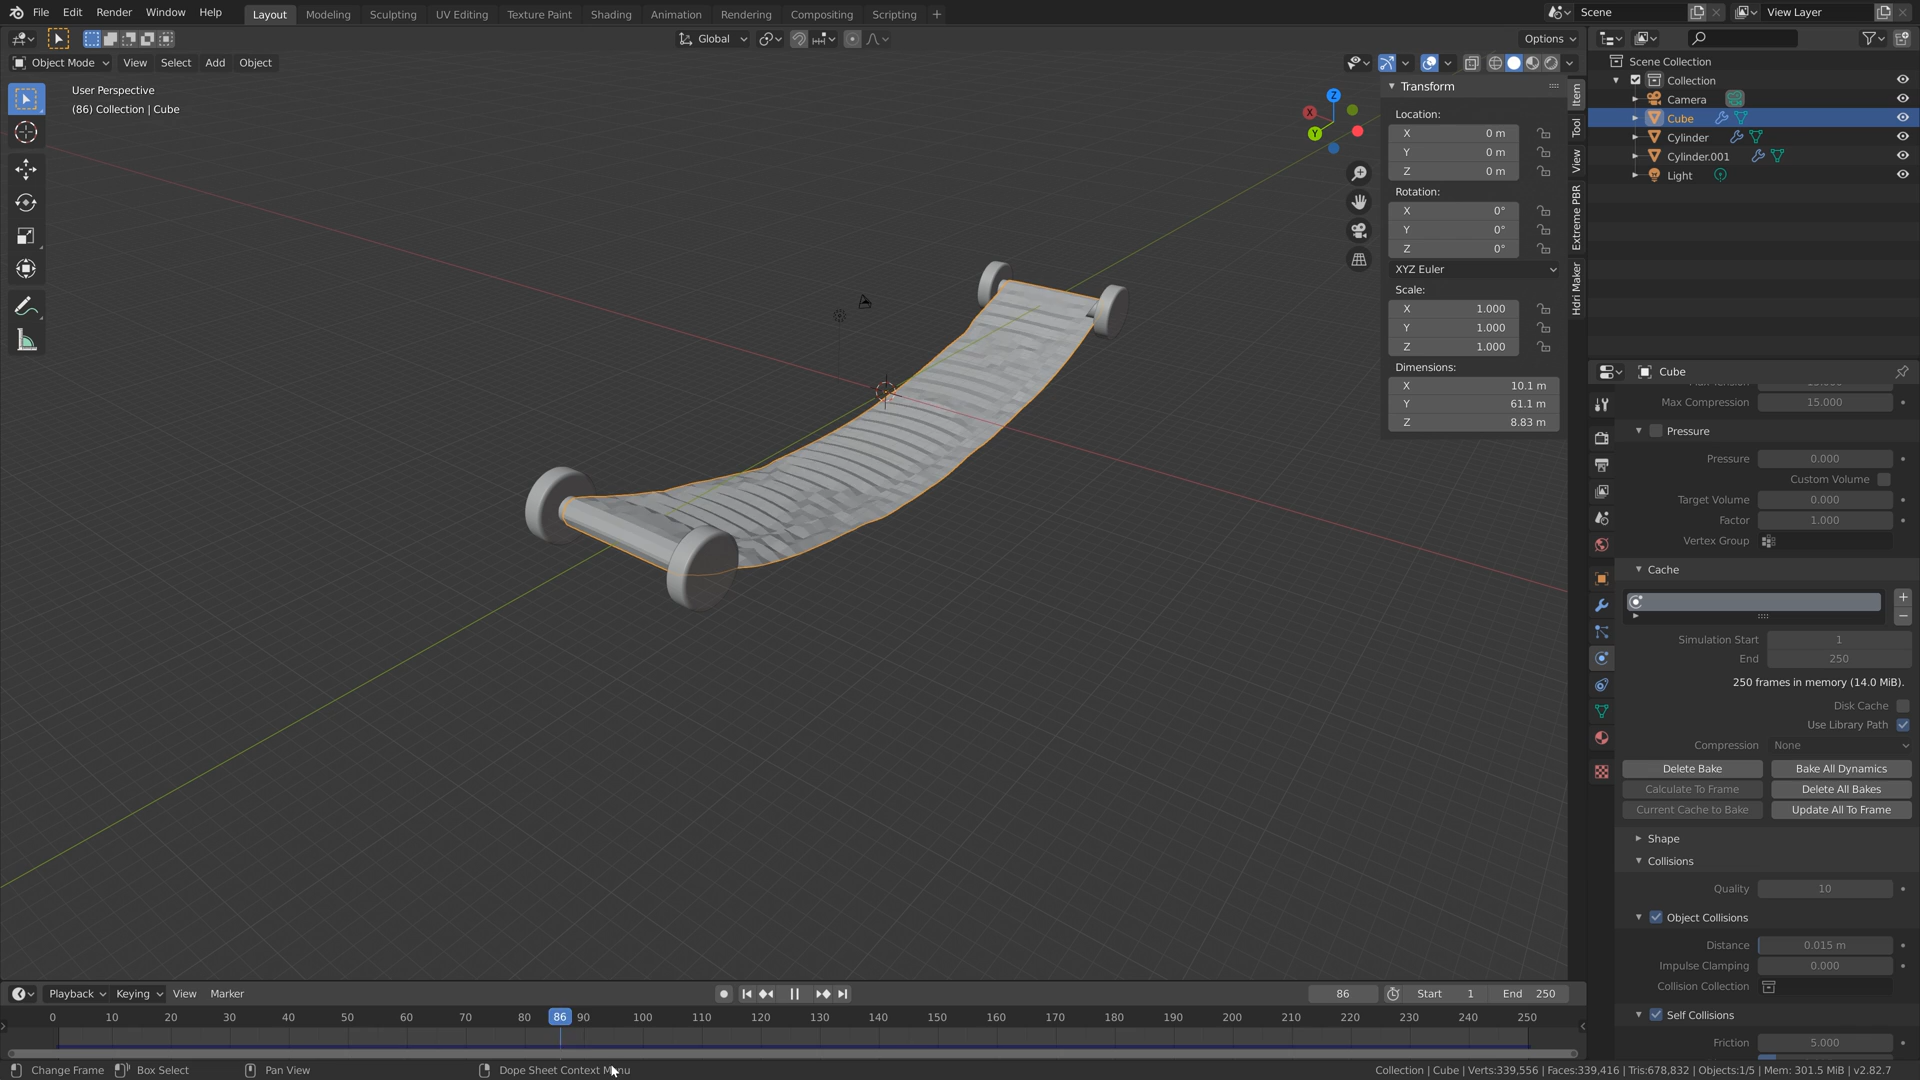 File Edit Render Window Help Layout Modeling Sculpting UV Editing Texture Paint Shading Animation Rendering Compositing Scripting + Scene View Layer
Global Options
Object Mode View Select Add Object
User Perspective
(86) Collection | Cube
X Y Z
Transform
Location:
X 0 m
Y 0 m
Z 0 m
Rotation:
X 0°
Y 0°
Z 0°
XYZ Euler
Scale:
X 1.000
Y 1.000
Z 1.000
Dimensions:
X 10.1 m
Y 61.1 m
Z 8.83 m
Item
Tool
View
Extreme PBR
Hdri Maker
Scene Collection
Collection
Camera
Cube
Cylinder
Cylinder.001
Light
Cube
Max Compression 15.000
Pressure
Pressure 0.000
Custom Volume
Target Volume 0.000
Factor 1.000
Vertex Group
Cache
Simulation Start 1
End 250
250 frames in memory (14.0 MiB).
Disk Cache
Use Library Path
Compression None
Delete Bake Bake All Dynamics
Calculate To Frame Delete All Bakes
Current Cache to Bake Update All To Frame
Shape
Collisions
Quality 10
Object Collisions
Distance 0.015 m
Impulse Clamping 0.000
Collision Collection
Self Collisions
Friction 5.000
Playback Keying View Marker 86 Start 1 End 250
0 10 20 30 40 50 60 70 80 86 90 100 110 120 130 140 150 160 170 180 190 200 210 220 230 240 250
Change Frame Box Select Pan View Dope Sheet Context Menu Collection | Cube | Verts:339,556 | Faces:339,416 | Tris:678,832 | Objects:1/5 | Mem: 301.5 MiB | v2.82.7